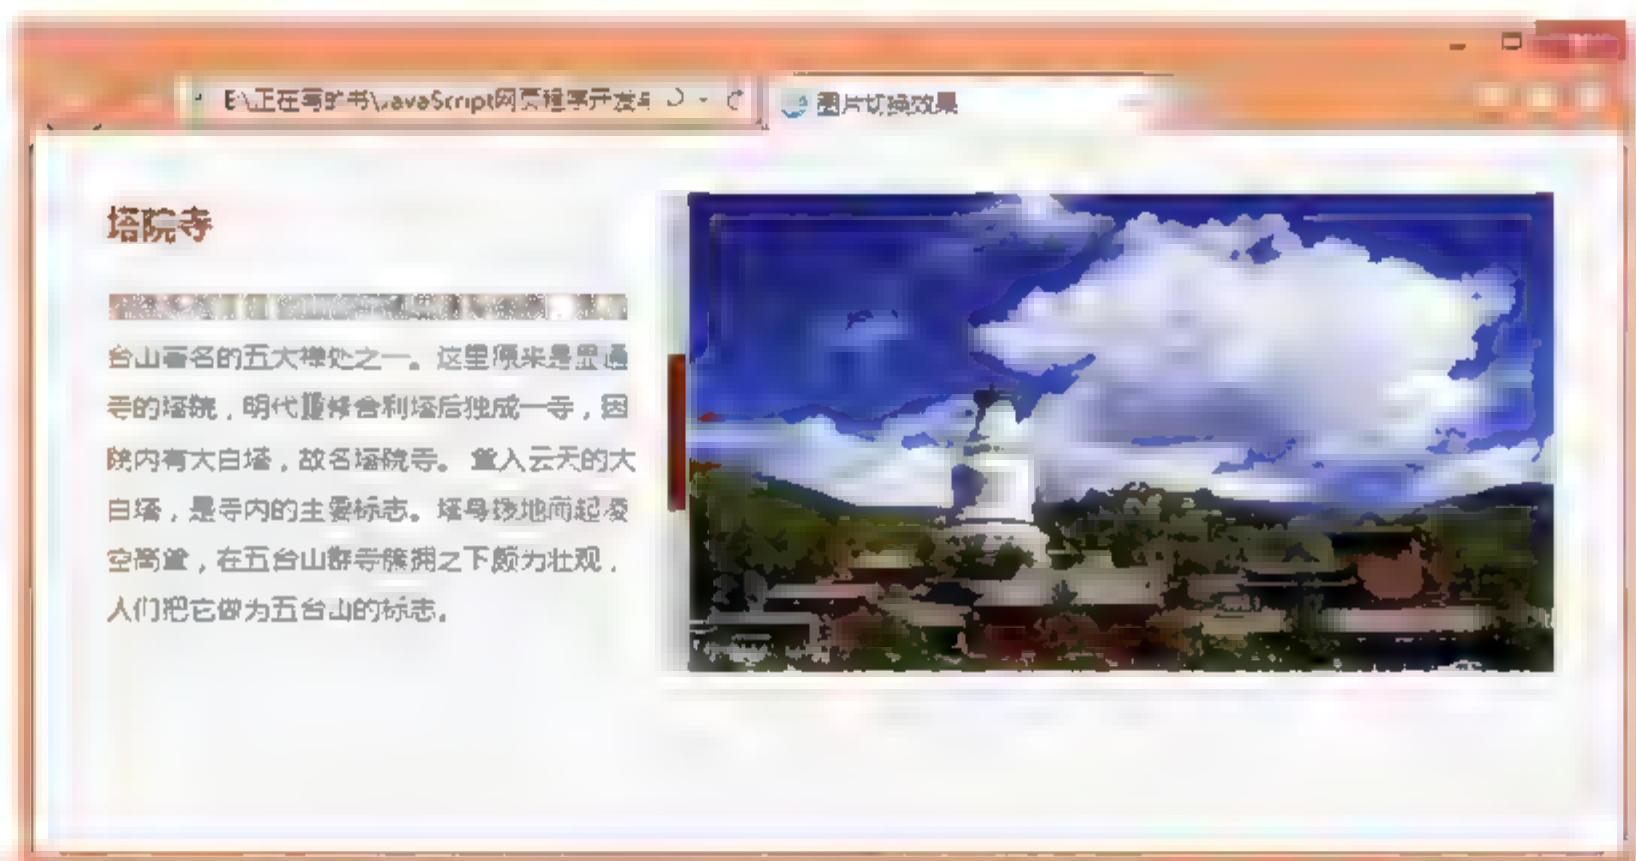 E:\正在写的书\JavaScript网页程序开发与
图片切换效果
塔院寺
台山著名的五大禅处之一。这里原来是显通
寺的塔院，明代重修舍利塔后独成一寺，因
院内有大白塔，故名塔院寺。耸入云天的大
白塔，是寺内的主要标志。塔身拔地而起凌
空高耸，在五台山群寺簇拥之下颇为壮观，
人们把它做为五台山的标志。